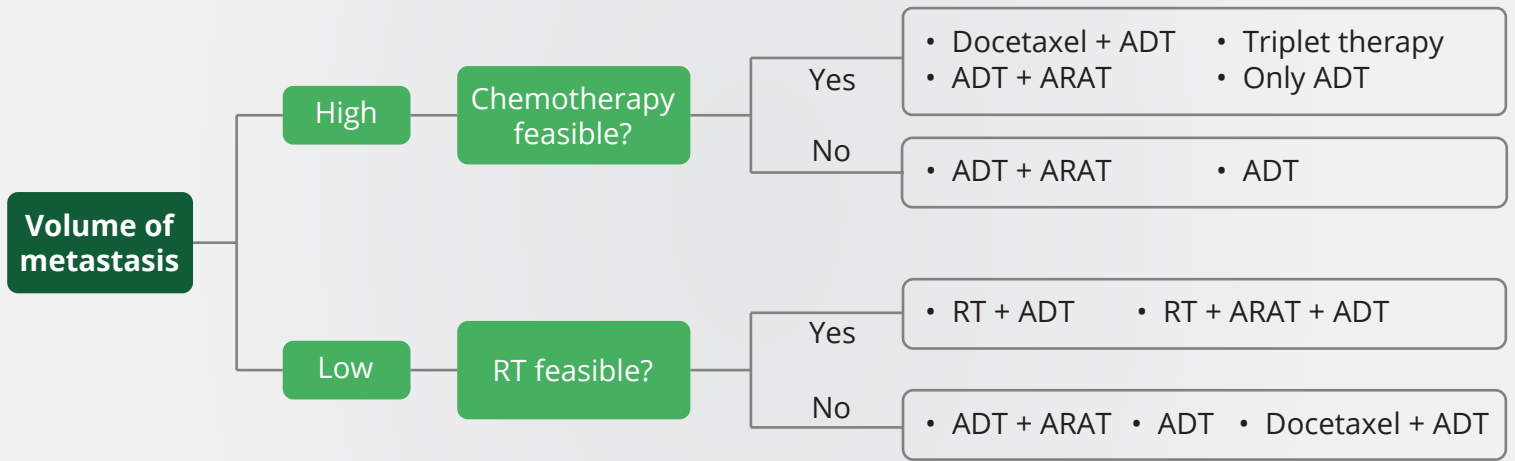 Volume of
metastasis
High
Chemotherapy
feasible?
Yes
• Docetaxel + ADT • Triplet therapy
• ADT + ARAT • Only ADT
No
• ADT + ARAT • ADT
Low
RT feasible?
Yes
• RT + ADT • RT + ARAT + ADT
No
• ADT + ARAT • ADT • Docetaxel + ADT